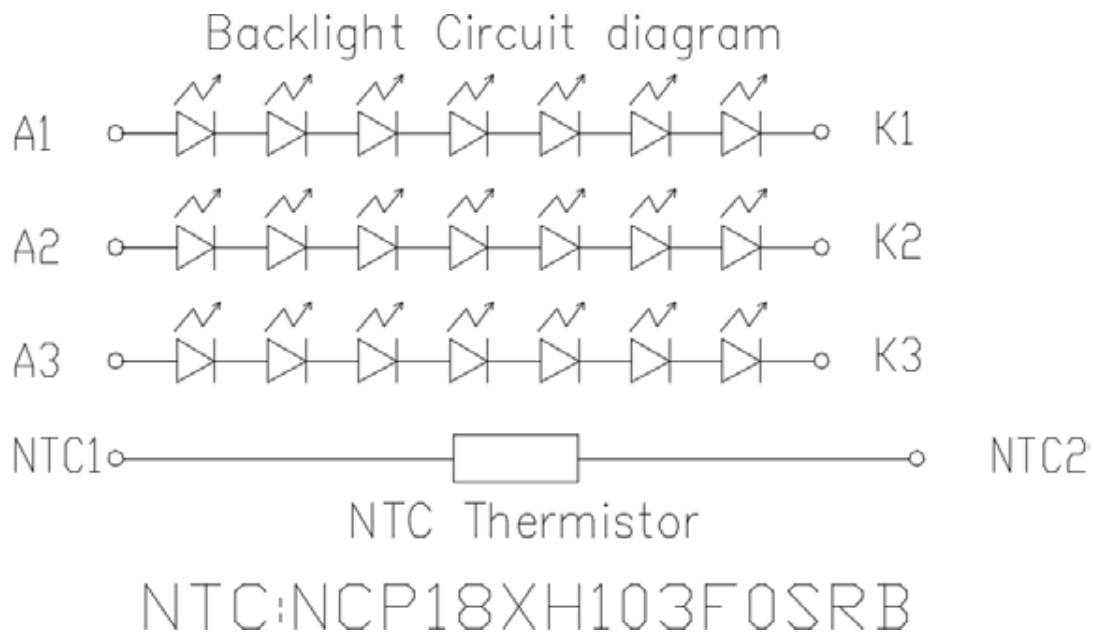 Backlight Circuit diagram
A1 K1
A2 K2
A3 K3
NTC1 NTC2
NTC Thermistor
NTC:NCP18XH103F0SRB